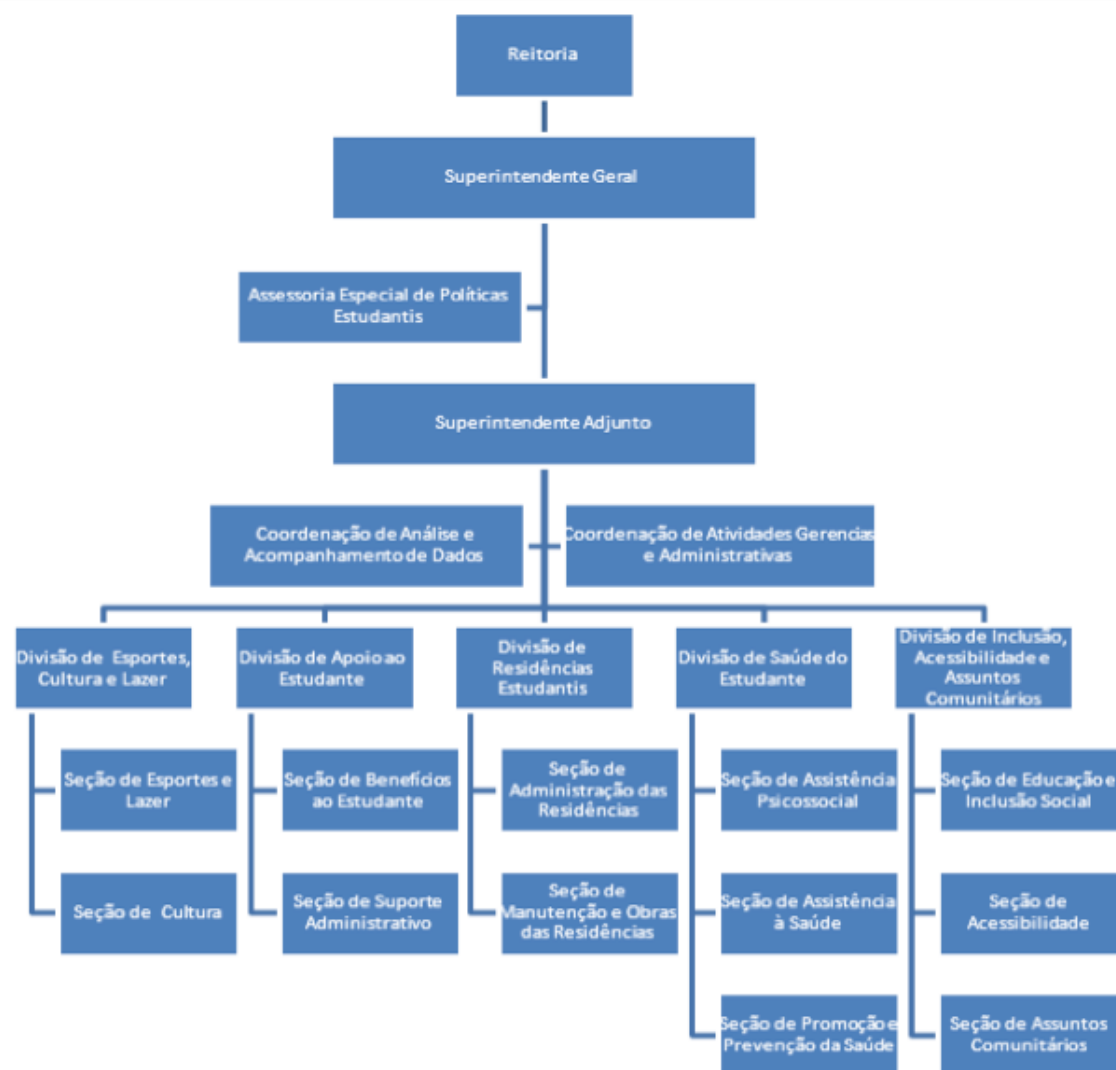 Reitoria
Superintendente Geral
Assessoria Especial de Políticas
Estudantis
Superintendente Adjunto
Coordenação de Análise e
Acompanhamento de Dados
Coordenação de Atividades Gerencias
e Administrativas
Divisão de Esportes,
Cultura e Lazer
Divisão de Apoio ao
Estudante
Divisão de
Residências
Estudantis
Divisão de Saúde do
Estudante
Divisão de Inclusão,
Acessibilidade e
Assuntos
Comunitários
Seção de Esportes e
Lazer
Seção de Benefícios
ao Estudante
Seção de
Administração das
Residências
Seção de Assistência
Psicossocial
Seção de Educação e
Inclusão Social
Seção de Cultura
Seção de Suporte
Administrativo
Seção de
Manutenção e Obras
das Residências
Seção de Assistência
à Saúde
Seção de
Acessibilidade
Seção de Promoção e
Prevenção da Saúde
Seção de Assuntos
Comunitários